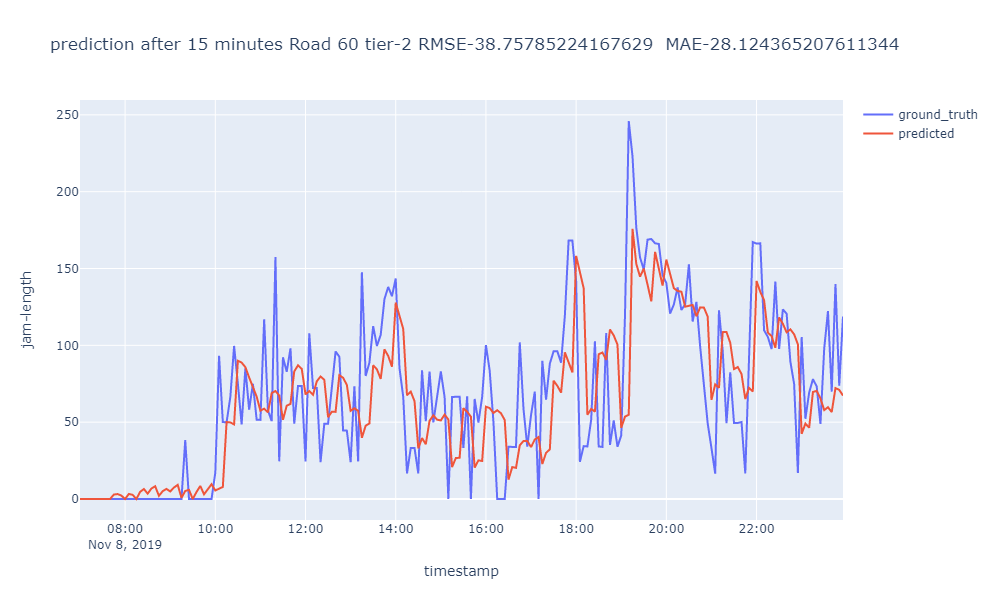 prediction after 15 minutes Road 60 tier-2 RMSE-38.75785224167629  MAE-28.124365207611344
ground_truth
predicted
250
200
150
100
50
0
jam-length
08:00 10:00 12:00 14:00 16:00 18:00 20:00 22:00
Nov 8, 2019
timestamp